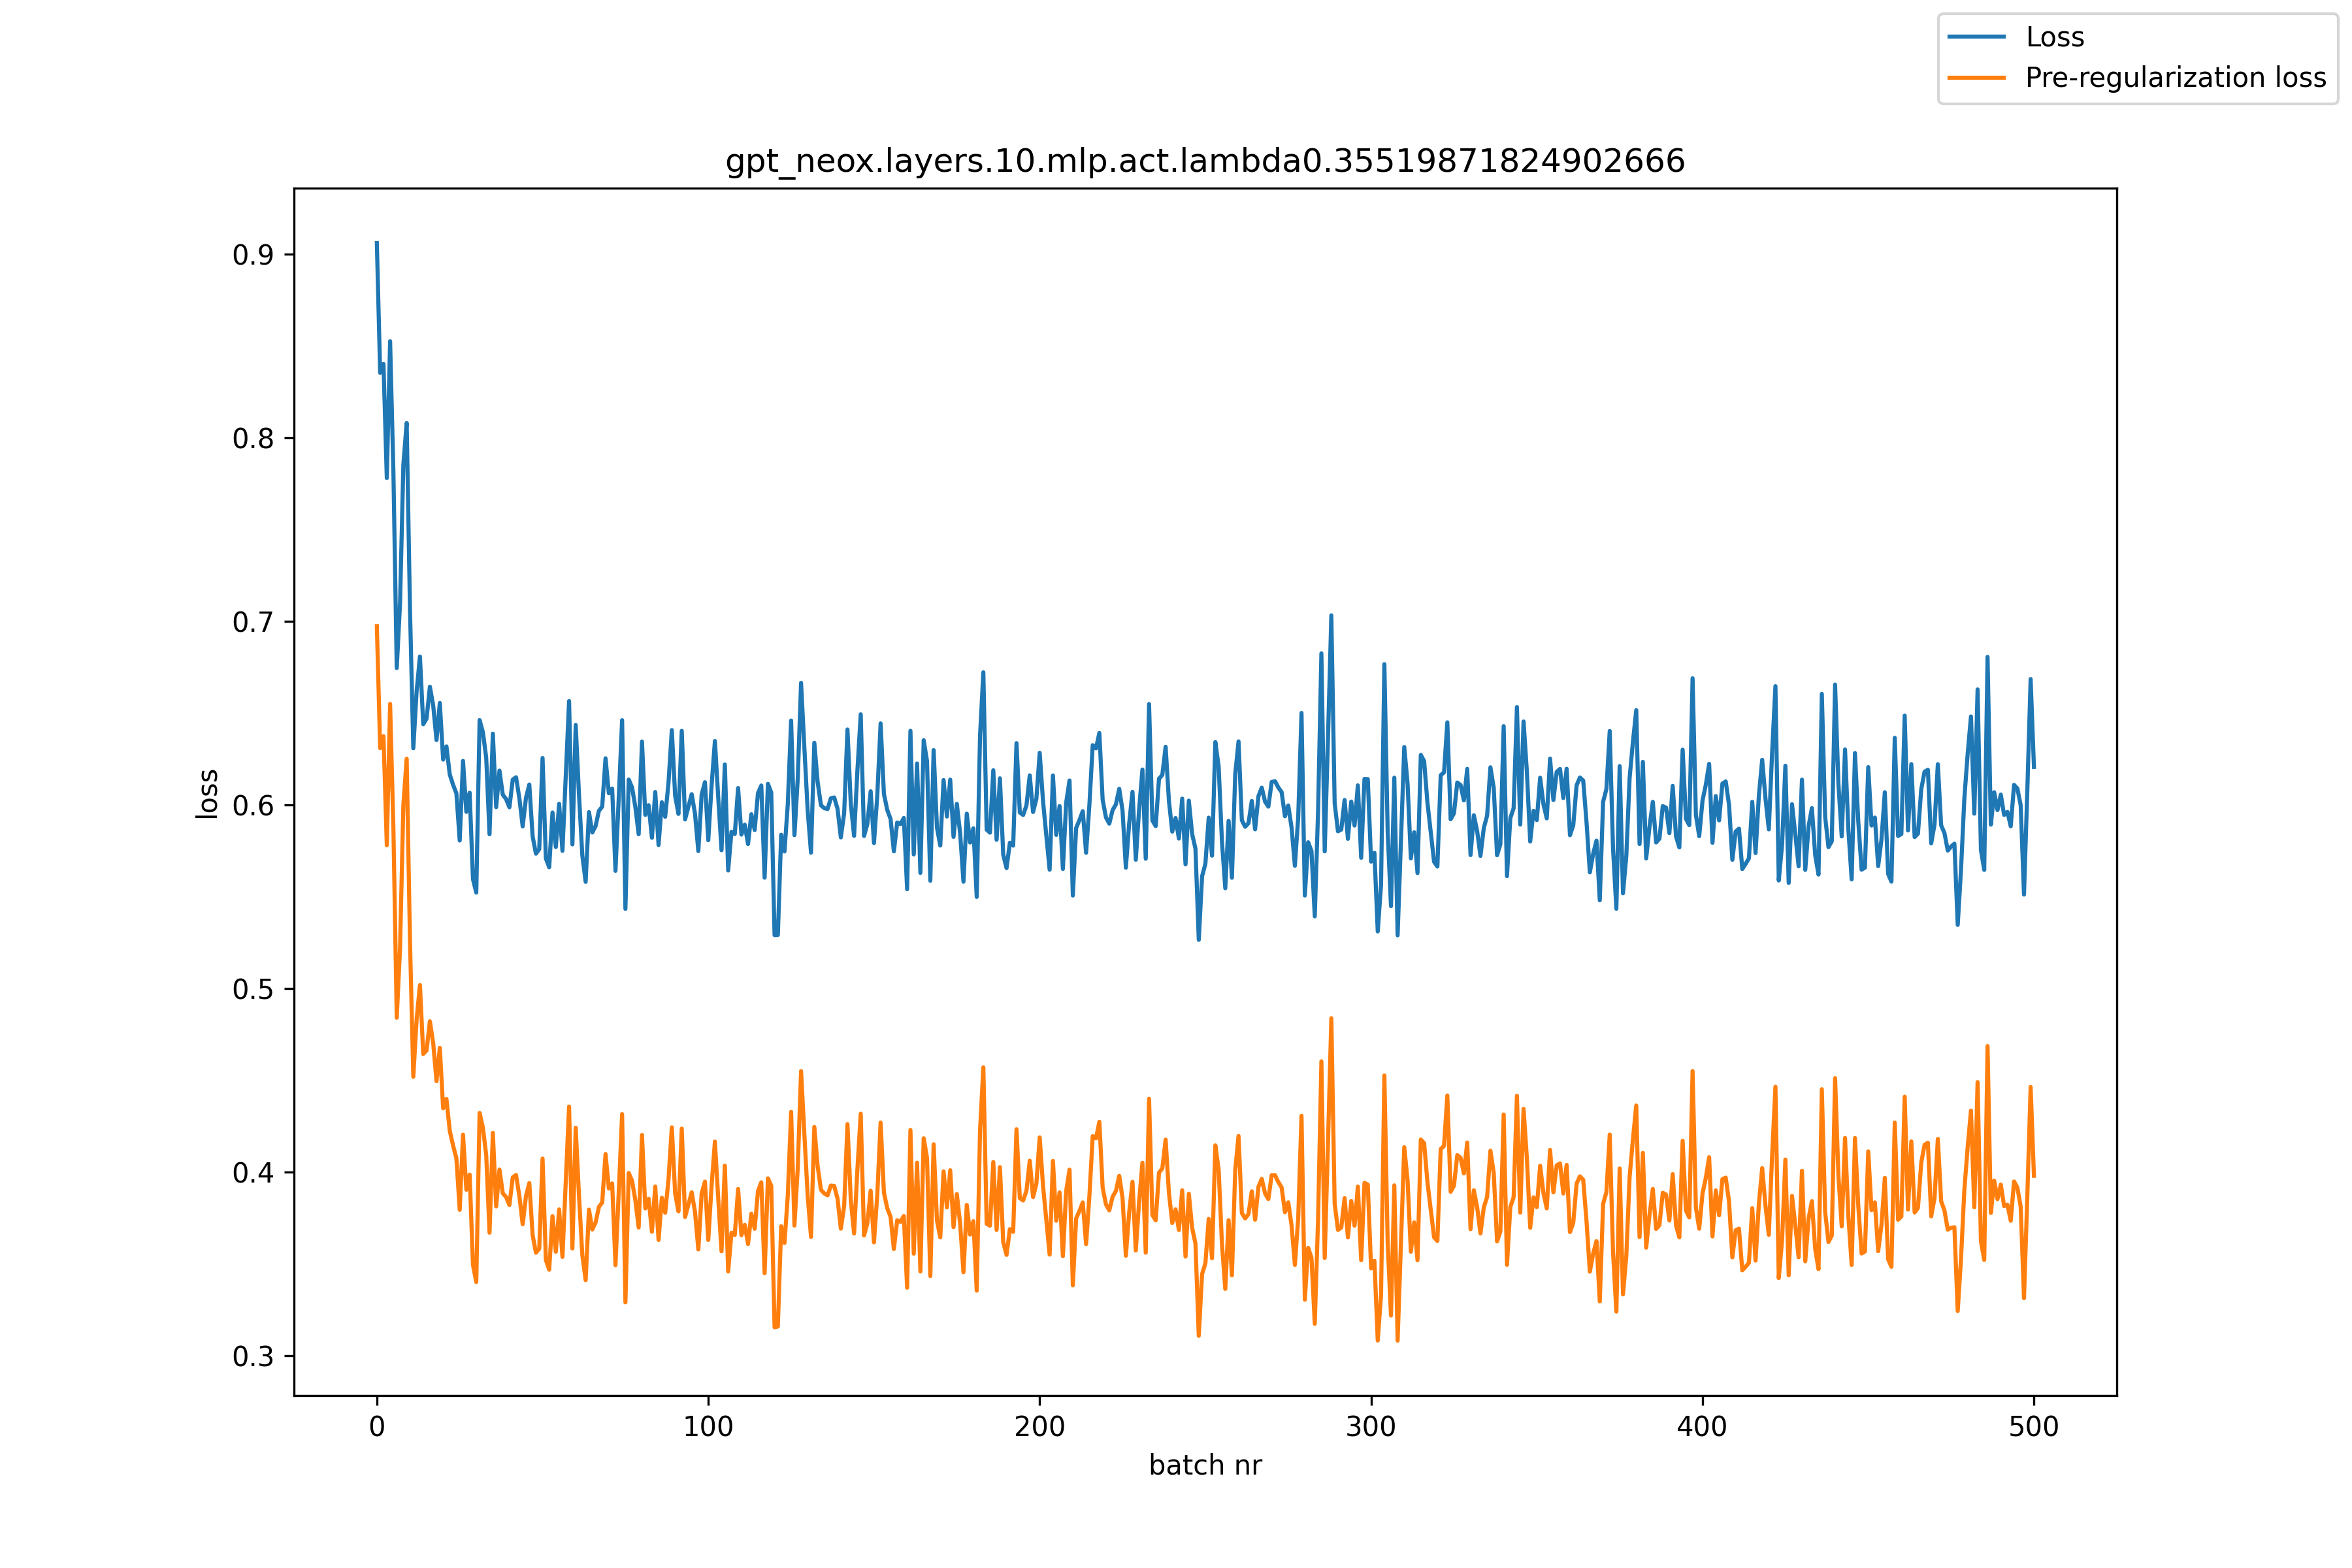 Loss
Pre-regularization loss
gpt_neox.layers.10.mlp.act.lambda0.35519871824902666
0.9
0.8
0.7
0.6
0.5
0.4
0.3
loss
0 100 200 300 400 500
batch nr